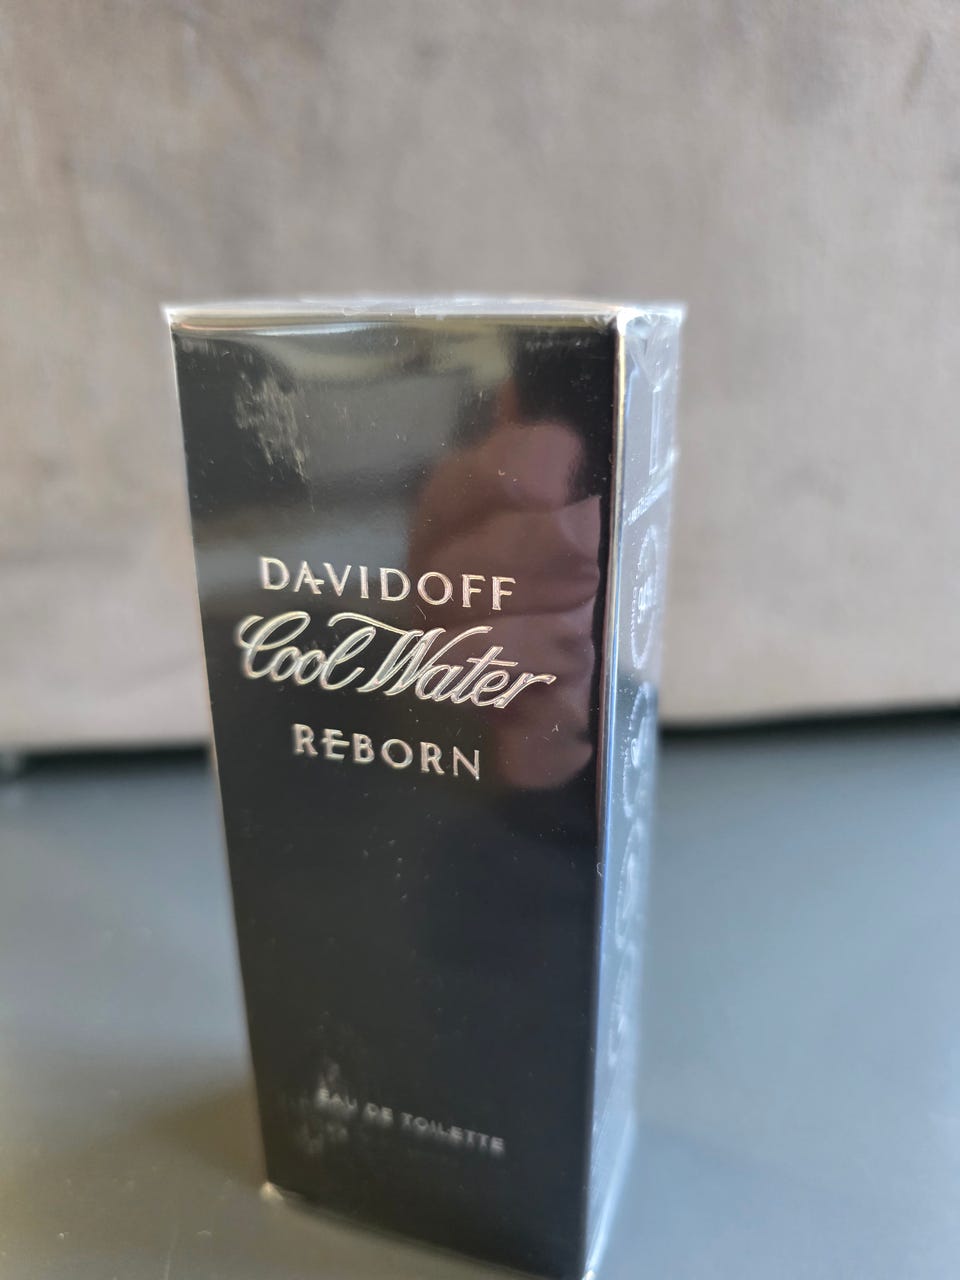 DAVIDOFF
Cool Water
REBORN
EAU DE TOILETTE